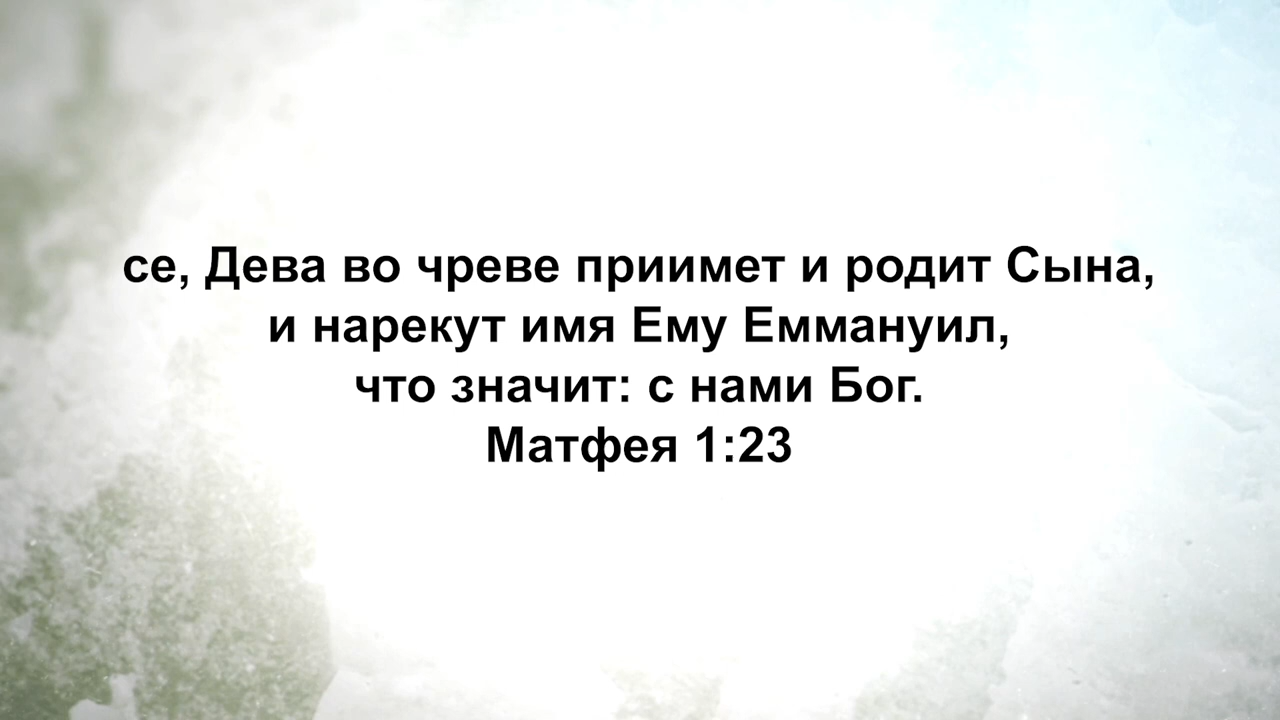 се, Дева во чреве приимет и родит Сына,
и нарекут имя Ему Еммануил,
что значит: с нами Бог.
Матфея 1:23